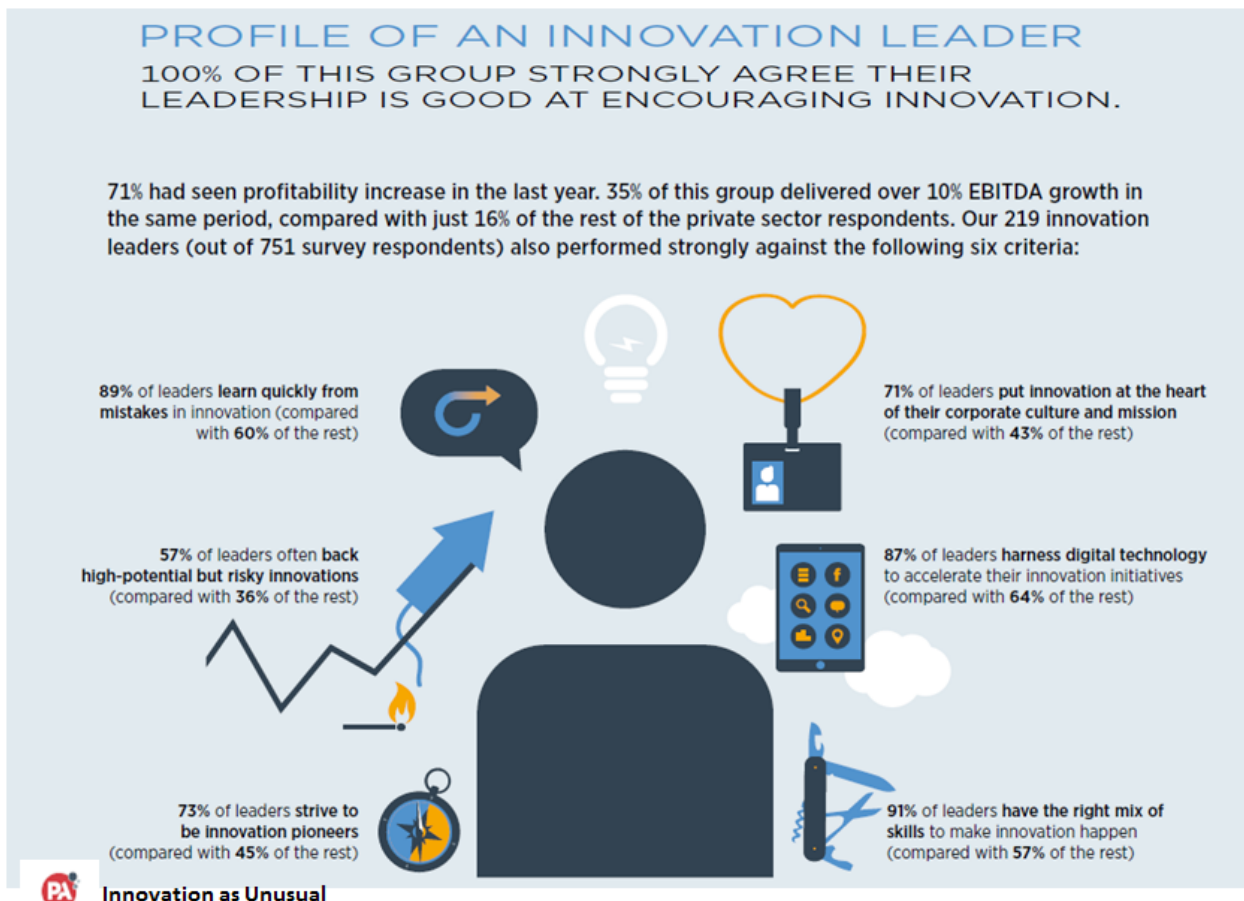 PROFILE OF AN INNOVATION LEADER
100% OF THIS GROUP STRONGLY AGREE THEIR
LEADERSHIP IS GOOD AT ENCOURAGING INNOVATION.
71% had seen profitability increase in the last year. 35% of this group delivered over 10% EBITDA growth in
the same period, compared with just 16% of the rest of the private sector respondents. Our 219 innovation
leaders (out of 751 survey respondents) also performed strongly against the following six criteria:
89% of leaders learn quickly from
mistakes in innovation (compared
with 60% of the rest)
71% of leaders put innovation at the heart
of their corporate culture and mission
(compared with 43% of the rest)
57% of leaders often back
high-potential but risky innovations
(compared with 36% of the rest)
87% of leaders harness digital technology
to accelerate their innovation initiatives
(compared with 64% of the rest)
f
73% of leaders strive to
be innovation pioneers
(compared with 45% of the rest)
91% of leaders have the right mix of
skills to make innovation happen
(compared with 57% of the rest)
PA
Innovation as Unusual